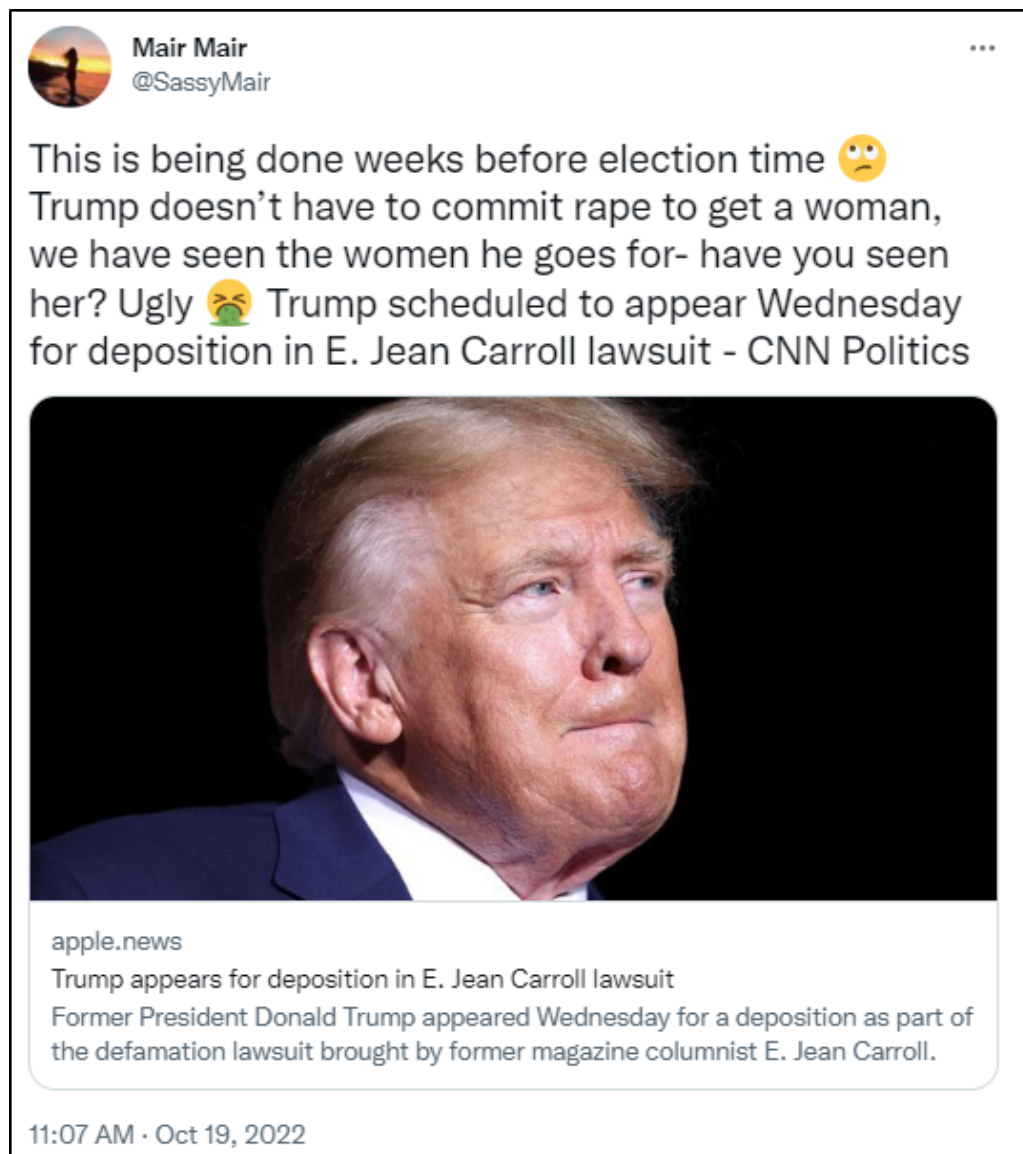 Mair Mair
@SassyMair
This is being done weeks before election time 🙄
Trump doesn’t have to commit rape to get a woman,
we have seen the women he goes for- have you seen
her? Ugly 🤮 Trump scheduled to appear Wednesday
for deposition in E. Jean Carroll lawsuit - CNN Politics
apple.news
Trump appears for deposition in E. Jean Carroll lawsuit
Former President Donald Trump appeared Wednesday for a deposition as part of
the defamation lawsuit brought by former magazine columnist E. Jean Carroll.
11:07 AM · Oct 19, 2022